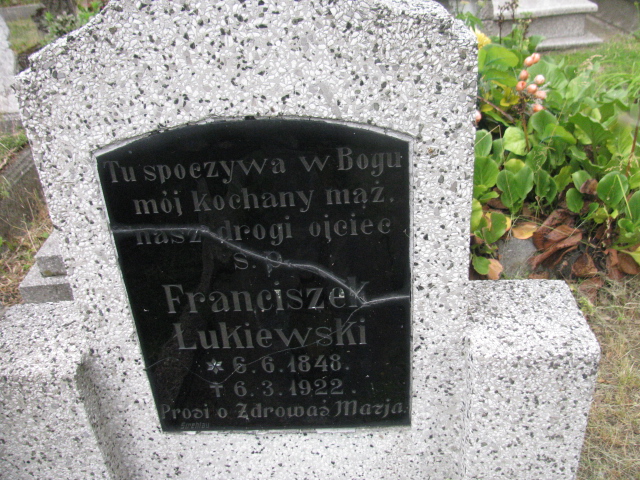 Tu spoczywa w Bogu
mój kochany mąż,
nasz drogi ojciec
ś. p.
Franciszek
Łukiewski
* 6.6.1848.
† 6.3.1922.
Prosi o Zdrowaś Marja